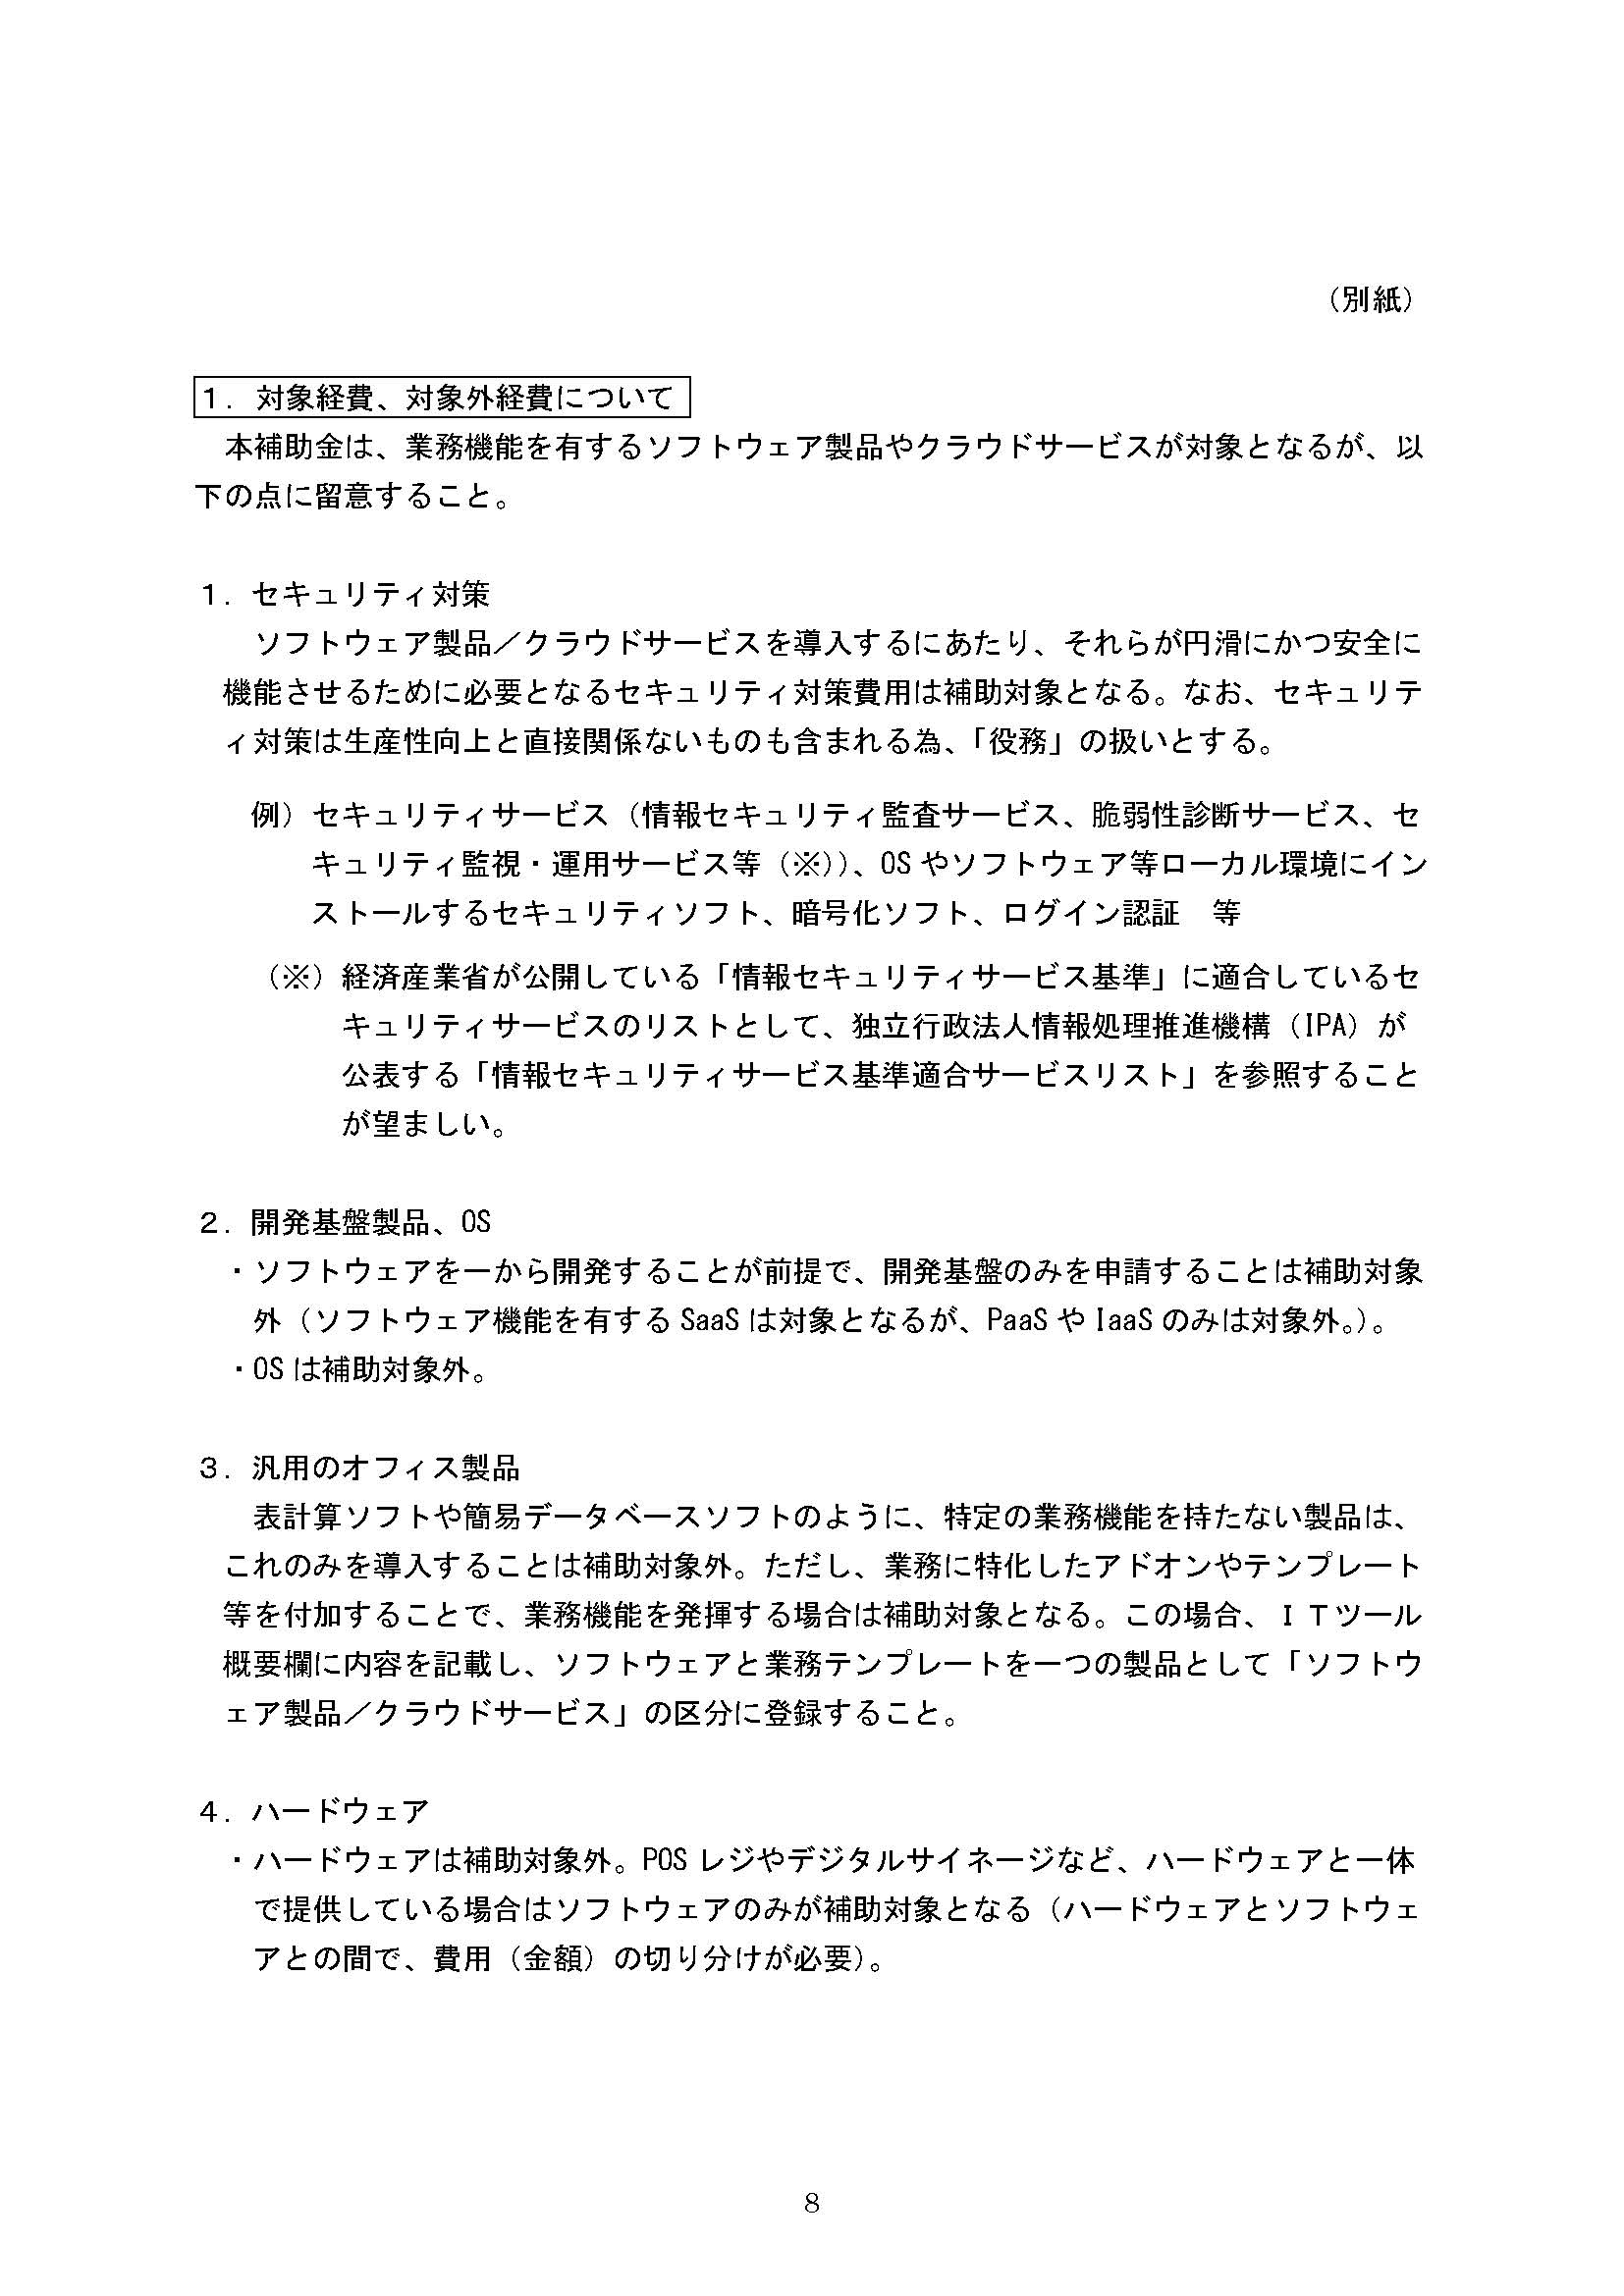 （別紙）
１．対象経費、対象外経費について
本補助金は、業務機能を有するソフトウェア製品やクラウドサービスが対象となるが、以
下の点に留意すること。
１．セキュリティ対策
ソフトウェア製品／クラウドサービスを導入するにあたり、それらが円滑にかつ安全に
機能させるために必要となるセキュリティ対策費用は補助対象となる。なお、セキュリテ
ィ対策は生産性向上と直接関係ないものも含まれる為、「役務」の扱いとする。
例）セキュリティサービス（情報セキュリティ監査サービス、脆弱性診断サービス、セ
キュリティ監視・運用サービス等（※））、OS やソフトウェア等ローカル環境にイン
ストールするセキュリティソフト、暗号化ソフト、ログイン認証　等
（※）経済産業省が公開している「情報セキュリティサービス基準」に適合しているセ
キュリティサービスのリストとして、独立行政法人情報処理推進機構（IPA）が
公表する「情報セキュリティサービス基準適合サービスリスト」を参照すること
が望ましい。
２．開発基盤製品、OS
・ソフトウェアを一から開発することが前提で、開発基盤のみを申請することは補助対象
外（ソフトウェア機能を有する SaaS は対象となるが、PaaS や IaaS のみは対象外。）。
・OS は補助対象外。
３．汎用のオフィス製品
表計算ソフトや簡易データベースソフトのように、特定の業務機能を持たない製品は、
これのみを導入することは補助対象外。ただし、業務に特化したアドオンやテンプレート
等を付加することで、業務機能を発揮する場合は補助対象となる。この場合、ＩＴツール
概要欄に内容を記載し、ソフトウェアと業務テンプレートを一つの製品として「ソフトウ
ェア製品／クラウドサービス」の区分に登録すること。
４．ハードウェア
・ハードウェアは補助対象外。POS レジやデジタルサイネージなど、ハードウェアと一体
で提供している場合はソフトウェアのみが補助対象となる（ハードウェアとソフトウェ
アとの間で、費用（金額）の切り分けが必要）。
8